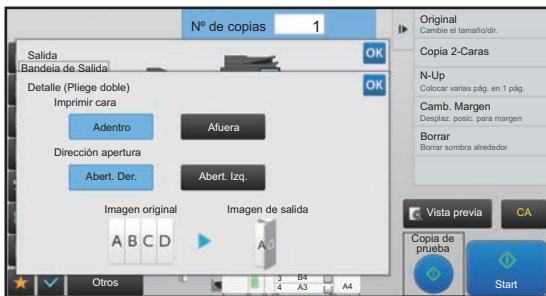 Nº de copias 1
Salida
OK
Bandeja de Salida
Detalle (Pliege doble)
OK
Imprimir cara
Adentro
Afuera
Dirección apertura
Abert. Der.
Abert. Izq.
Imagen original
Imagen de salida
A B C D
A
Otros
3 B4
4 A3
A4
Original
Cambie el tamaño/dir.
Copia 2-Caras
N-Up
Colocar varias pág. en 1 pág.
Camb. Margen
Desplaz. posic. para margen
Borrar
Borrar sombra alrededor
Vista previa
CA
Copia de
prueba
Start